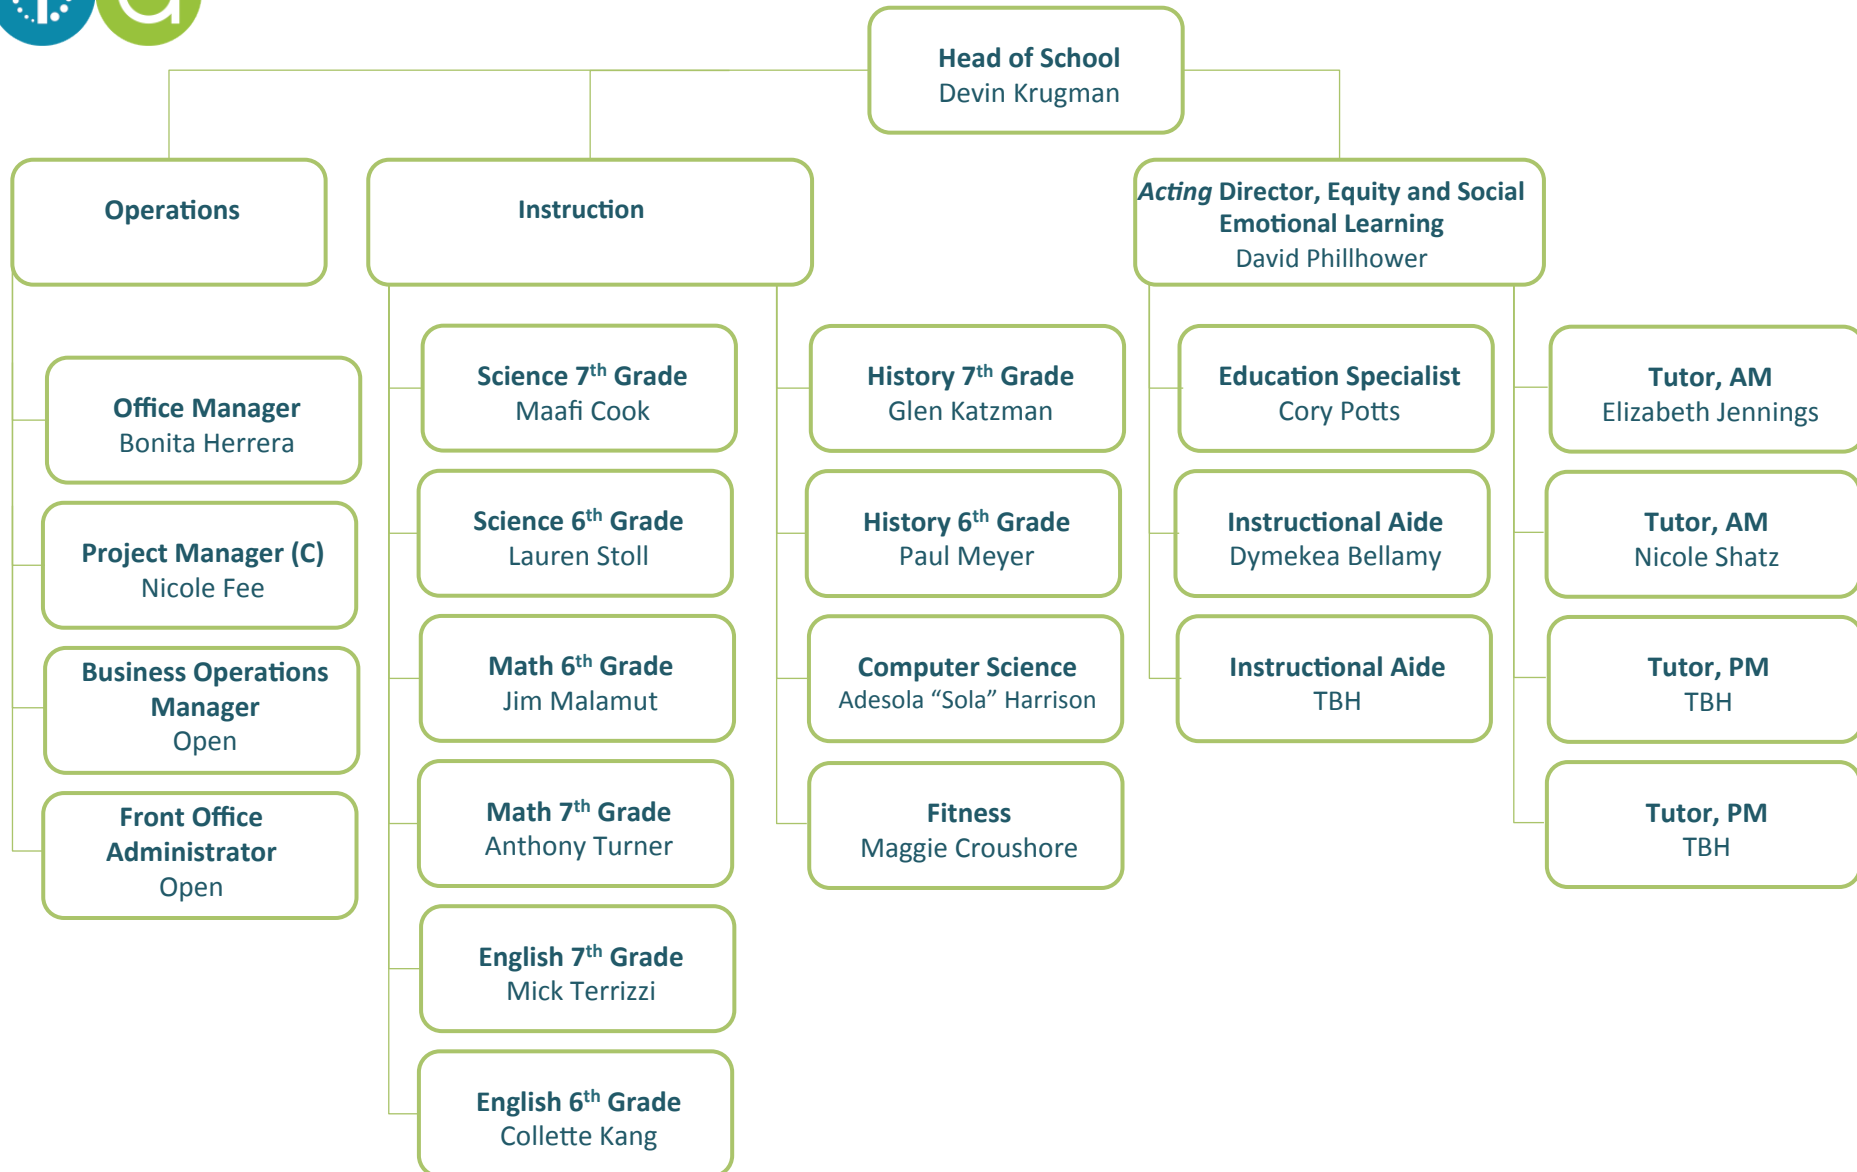 Head of School
Devin Krugman
Operations
Instruction
Acting Director, Equity and Social
Emotional Learning
David Phillhower
Office Manager
Bonita Herrera
Project Manager (C)
Nicole Fee
Business Operations
Manager
Open
Front Office
Administrator
Open
Science 7th Grade
Maafi Cook
Science 6th Grade
Lauren Stoll
Math 6th Grade
Jim Malamut
Math 7th Grade
Anthony Turner
English 7th Grade
Mick Terrizzi
English 6th Grade
Collette Kang
History 7th Grade
Glen Katzman
History 6th Grade
Paul Meyer
Computer Science
Adesola “Sola” Harrison
Fitness
Maggie Croushore
Education Specialist
Cory Potts
Instructional Aide
Dymekea Bellamy
Instructional Aide
TBH
Tutor, AM
Elizabeth Jennings
Tutor, AM
Nicole Shatz
Tutor, PM
TBH
Tutor, PM
TBH